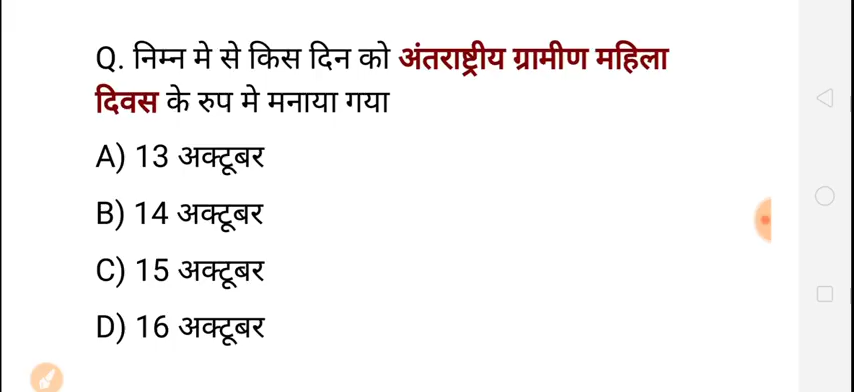 Q. निम्न मे से किस दिन को अंतराष्ट्रीय ग्रामीण महिला
दिवस के रुप मे मनाया गया
A) 13 अक्टूबर
B) 14 अक्टूबर
C) 15 अक्टूबर
D) 16 अक्टूबर